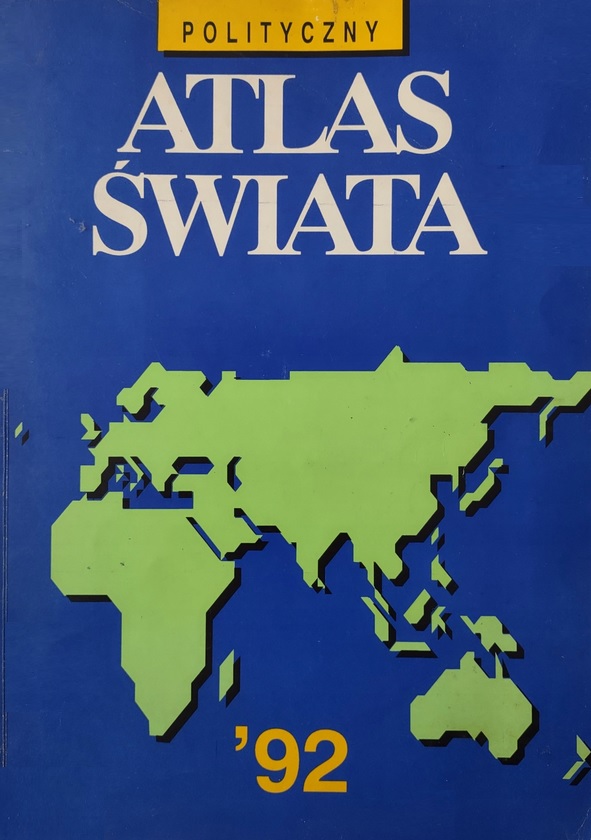 POLITYCZNY
ATLAS
ŚWIATA
’92